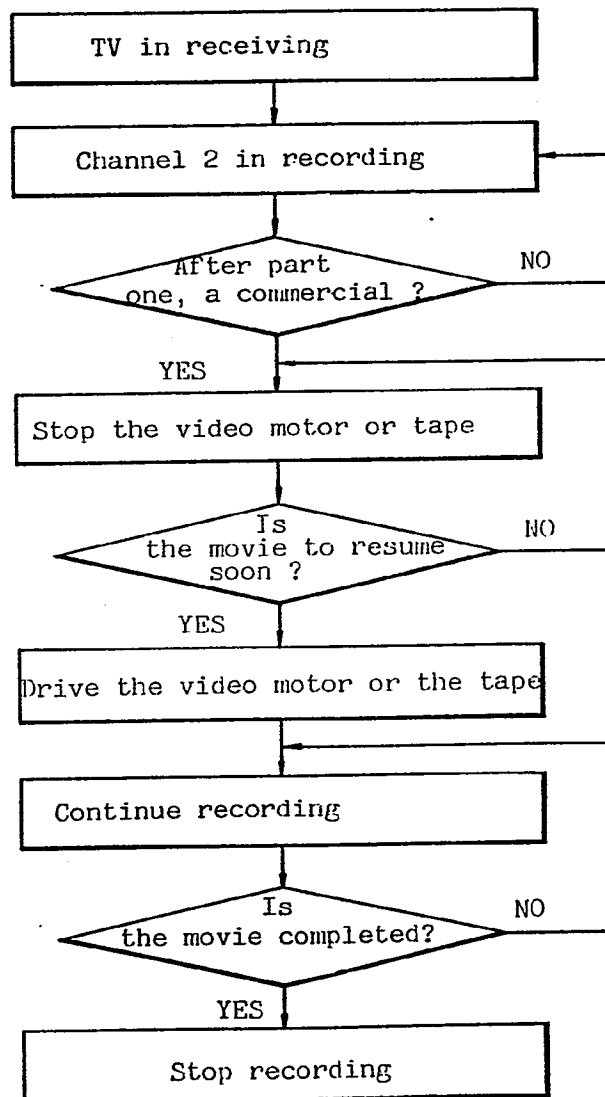 TV in receiving
Channel 2 in recording
After part
one, a commercial ?
NO
YES
Stop the video motor or tape
Is
the movie to resume
soon ?
NO
YES
Drive the video motor or the tape
Continue recording
Is
the movie completed?
NO
YES
Stop recording